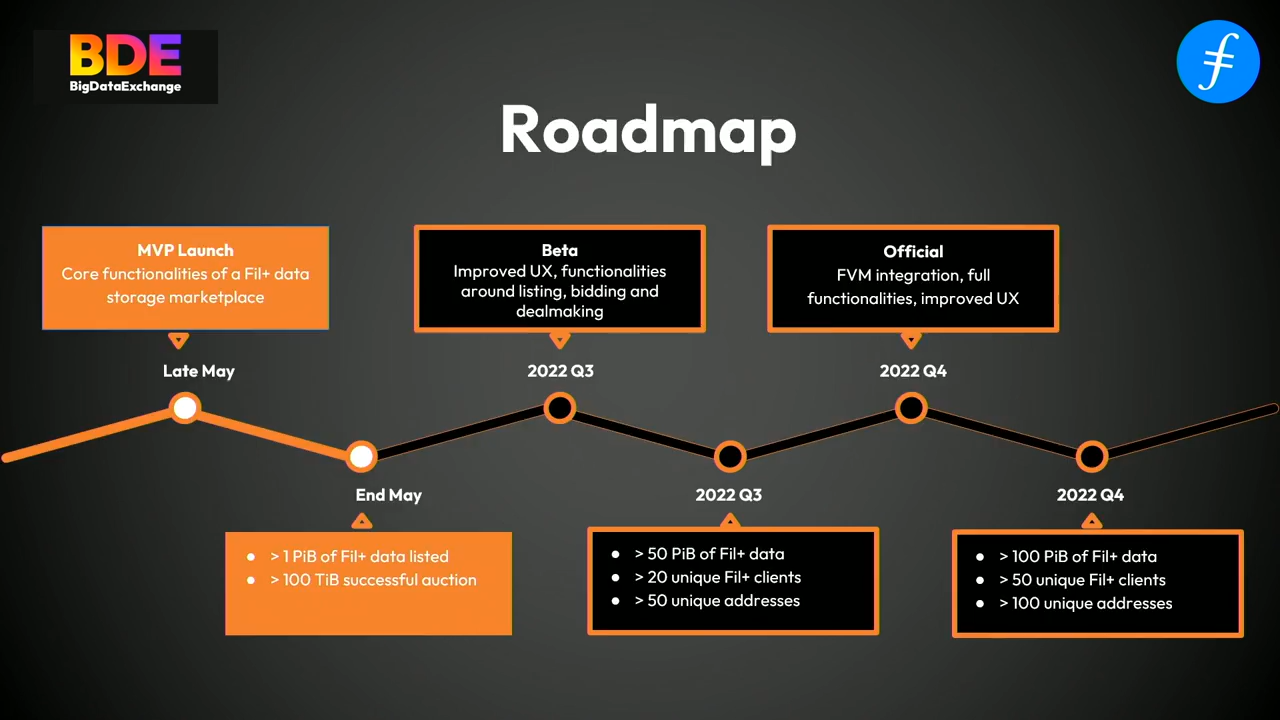 BDE
BigDataExchange
Roadmap
MVP Launch
Core functionalities of a Fil+ data
storage marketplace
Beta
Improved UX, functionalities
around listing, bidding and
dealmaking
Official
FVM integration, full
functionalities, improved UX
Late May
2022 Q3
2022 Q4
End May
2022 Q3
2022 Q4
● > 1 PiB of Fil+ data listed
● > 100 TiB successful auction
● > 50 PiB of Fil+ data
● > 20 unique Fil+ clients
● > 50 unique addresses
● > 100 PiB of Fil+ data
● > 50 unique Fil+ clients
● > 100 unique addresses